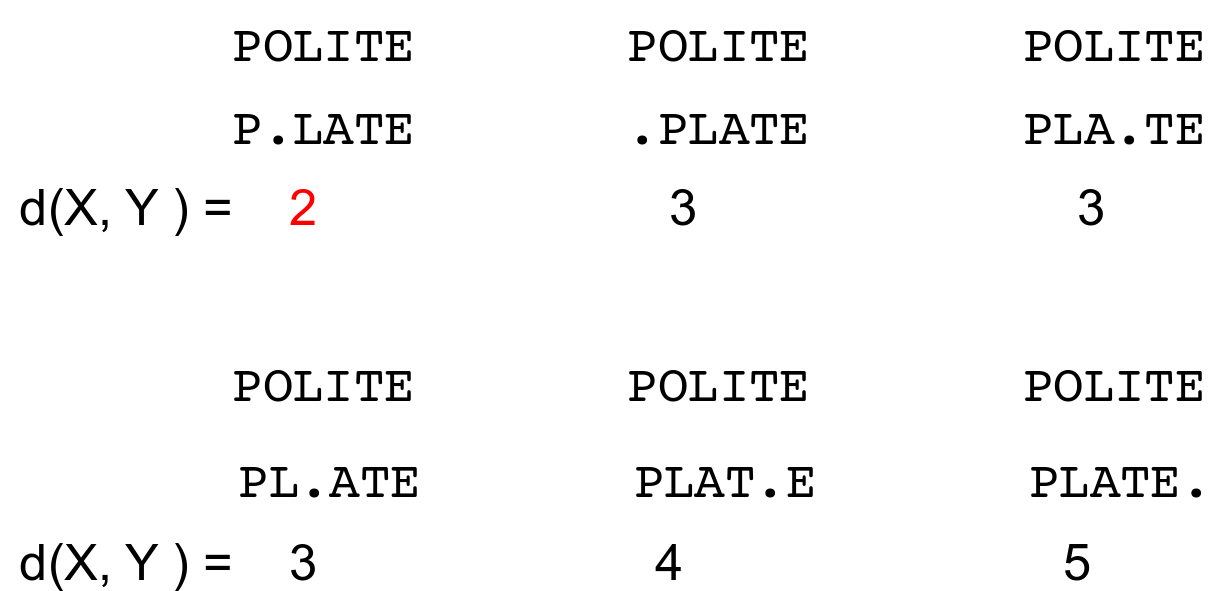 POLITE POLITE POLITE
P.LATE .PLATE PLA.TE
d(X, Y ) = 2 3 3
POLITE POLITE POLITE
PL.ATE PLAT.E PLATE.
d(X, Y ) = 3 4 5